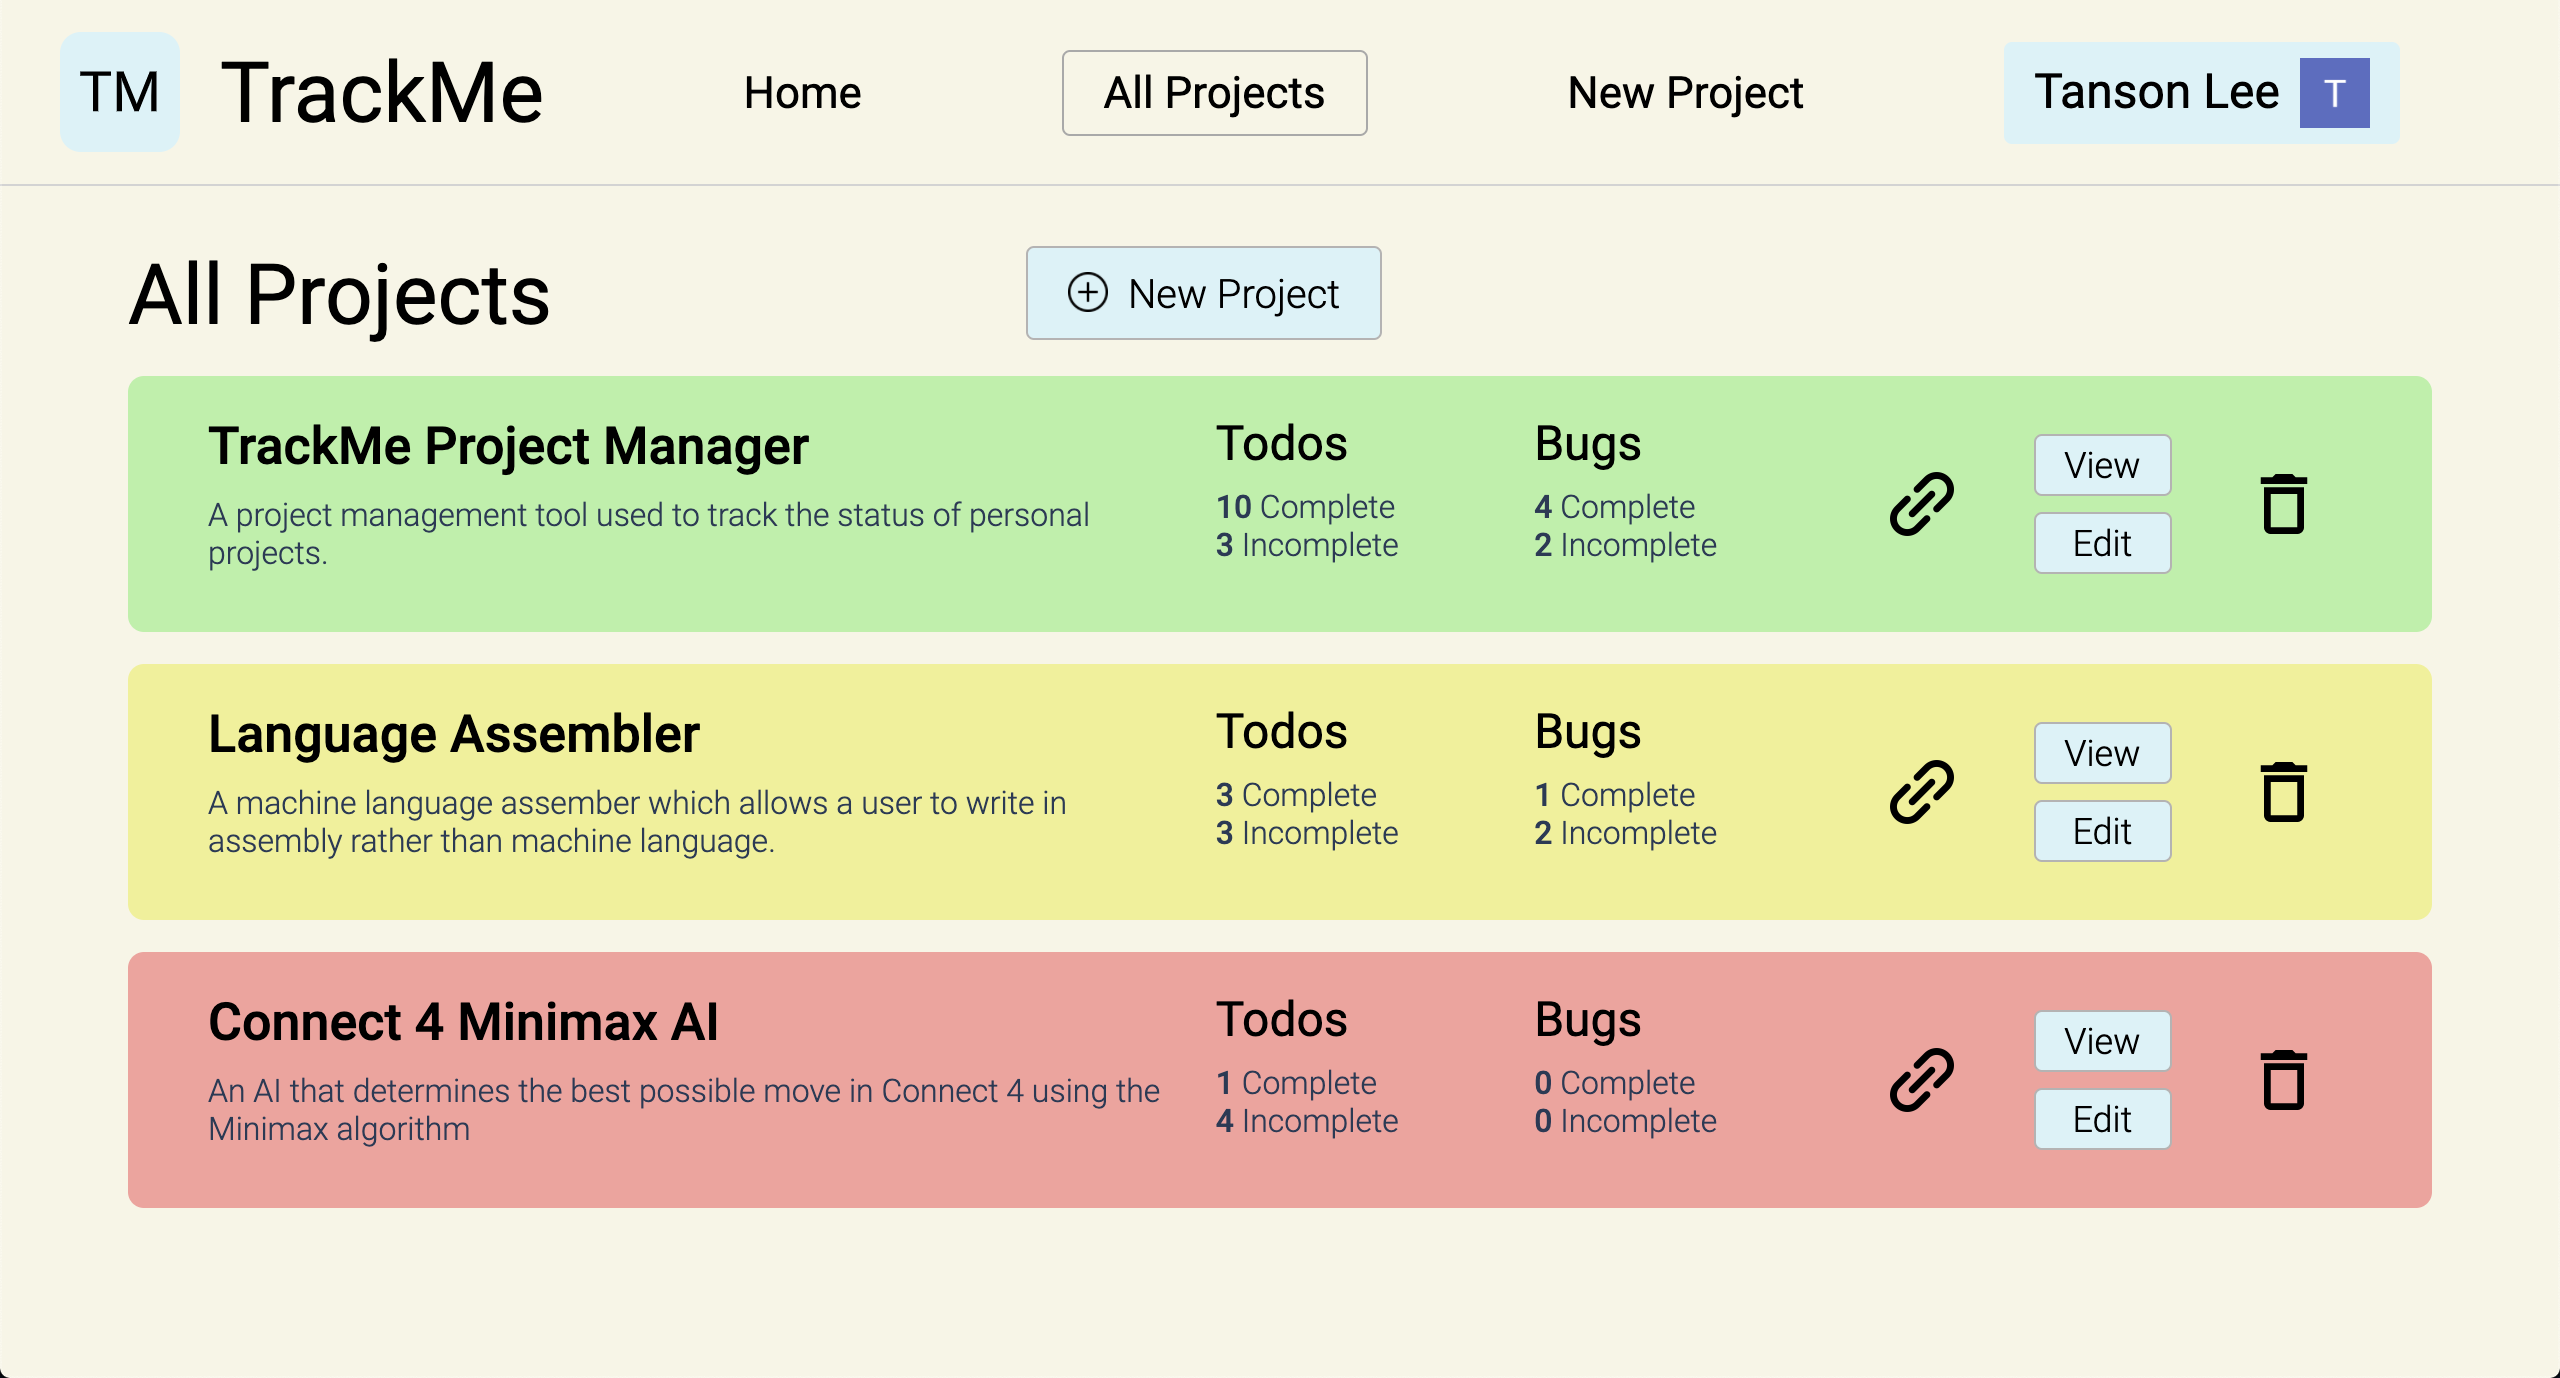 TM TrackMe Home All Projects New Project Tanson Lee T
All Projects New Project
TrackMe Project Manager
A project management tool used to track the status of personal
projects.
Todos
10 Complete
3 Incomplete
Bugs
4 Complete
2 Incomplete
View
Edit
Language Assembler
A machine language assember which allows a user to write in
assembly rather than machine language.
Todos
3 Complete
3 Incomplete
Bugs
1 Complete
2 Incomplete
View
Edit
Connect 4 Minimax AI
An AI that determines the best possible move in Connect 4 using the
Minimax algorithm
Todos
1 Complete
4 Incomplete
Bugs
0 Complete
0 Incomplete
View
Edit